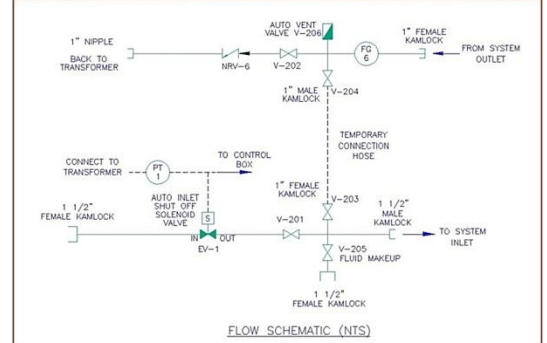 AUTO VENT
VALVE V-206
1" NIPPLE
BACK TO
TRANSFORMER
NRV-6
V-202
FG
6
1" FEMALE
KAMLOCK
FROM SYSTEM
OUTLET
1" MALE
KAMLOCK
V-204
TEMPORARY
CONNECTION
HOSE
CONNECT TO
TRANSFORMER
PT
1
TO CONTROL
BOX
AUTO INLET
SHUT OFF
SOLENOID
VALVE
S
1 1/2"
FEMALE KAMLOCK
IN
OUT
EV-1
V-201
1" FEMALE
KAMLOCK
V-203
1 1/2"
MALE
KAMLOCK
TO SYSTEM
INLET
V-205
FLUID MAKEUP
1 1/2"
FEMALE KAMLOCK
FLOW SCHEMATIC (NTS)